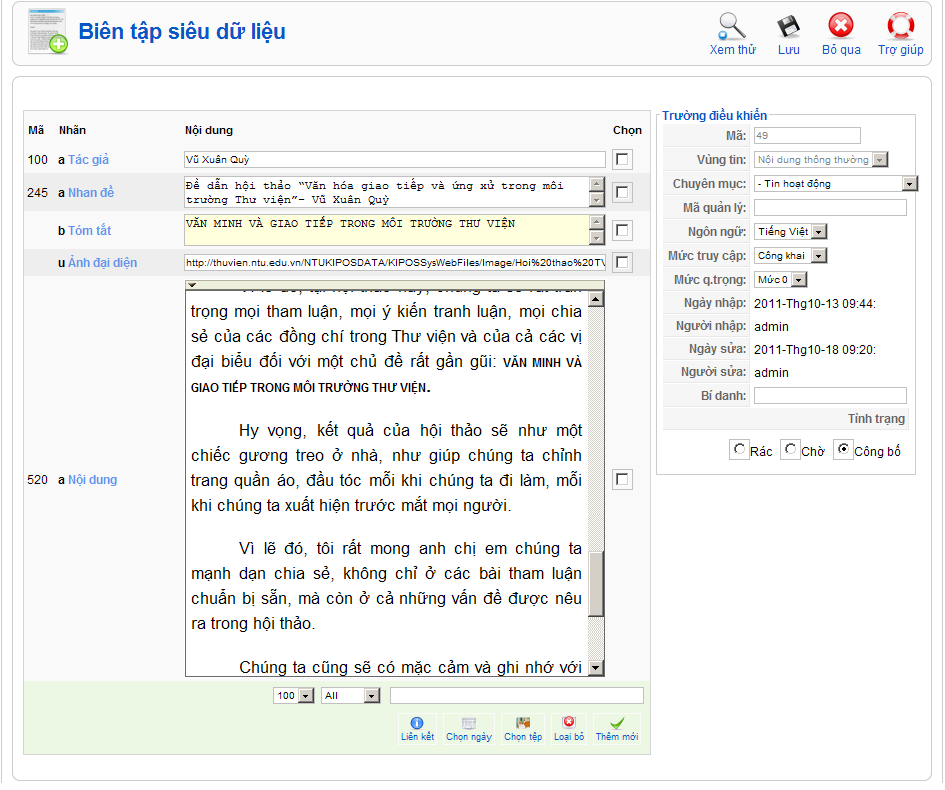 Biên tập siêu dữ liệu
Xem thử Lưu Bỏ qua Trợ giúp
Mã Nhãn Nội dung Chọn
100 a Tác giả Vũ Xuân Quỳ
245 a Nhan đề Đề dẫn hội thảo “Văn hóa giao tiếp và ứng xử trong môi
trường Thư viện”- Vũ Xuân Quỳ
b Tóm tắt VĂN MINH VÀ GIAO TIẾP TRONG MÔI TRƯỜNG THƯ VIỆN
u Ảnh đại diện http://thuvien.ntu.edu.vn/NTUKIPOSDATA/KIPOSSysWebFiles/Image/Hoi%20thao%20TV
trọng mọi tham luận, mọi ý kiến tranh luận, mọi chia
sẻ của các đồng chí trong Thư viện và của cả các vị
đại biểu đối với một chủ đề rất gần gũi: VĂN MINH VÀ
GIAO TIẾP TRONG MÔI TRƯỜNG THƯ VIỆN.
Hy vọng, kết quả của hội thảo sẽ như một
chiếc gương treo ở nhà, như giúp chúng ta chỉnh
trang quần áo, đầu tóc mỗi khi chúng ta đi làm, mỗi
khi chúng ta xuất hiện trước mắt mọi người.
520 a Nội dung
Vì lẽ đó, tôi rất mong anh chị em chúng ta
mạnh dạn chia sẻ, không chỉ ở các bài tham luận
chuẩn bị sẵn, mà còn ở cả những vấn đề được nêu
ra trong hội thảo.
Chúng ta cũng sẽ có mặc cảm và ghi nhớ với
100 All
Liên kết Chọn ngày Chọn tệp Loại bỏ Thêm mới
Trường điều khiển
Mã: 49
Vùng tin: Nội dung thông thường
Chuyên mục: - Tin hoạt động
Mã quản lý:
Ngôn ngữ: Tiếng Việt
Mức truy cập: Công khai
Mức q.trọng: Mức 0
Ngày nhập: 2011-Thg10-13 09:44:
Người nhập: admin
Ngày sửa: 2011-Thg10-18 09:20:
Người sửa: admin
Bí danh:
Tình trạng
Rác Chờ Công bố